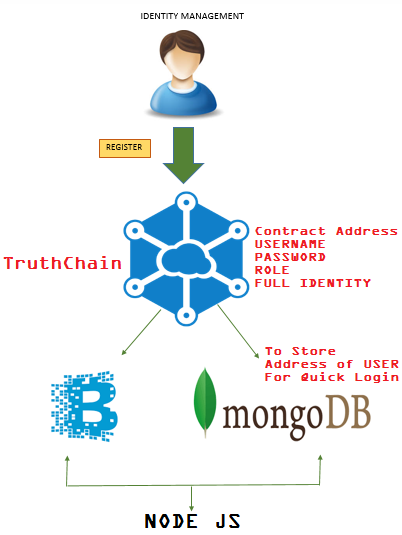 IDENTITY MANAGEMENT
REGISTER
TruthChain
Contract Address
USERNAME
PASSWORD
ROLE
FULL IDENTITY
To Store
Address of USER
For Quick Login
mongoDB
NODE JS